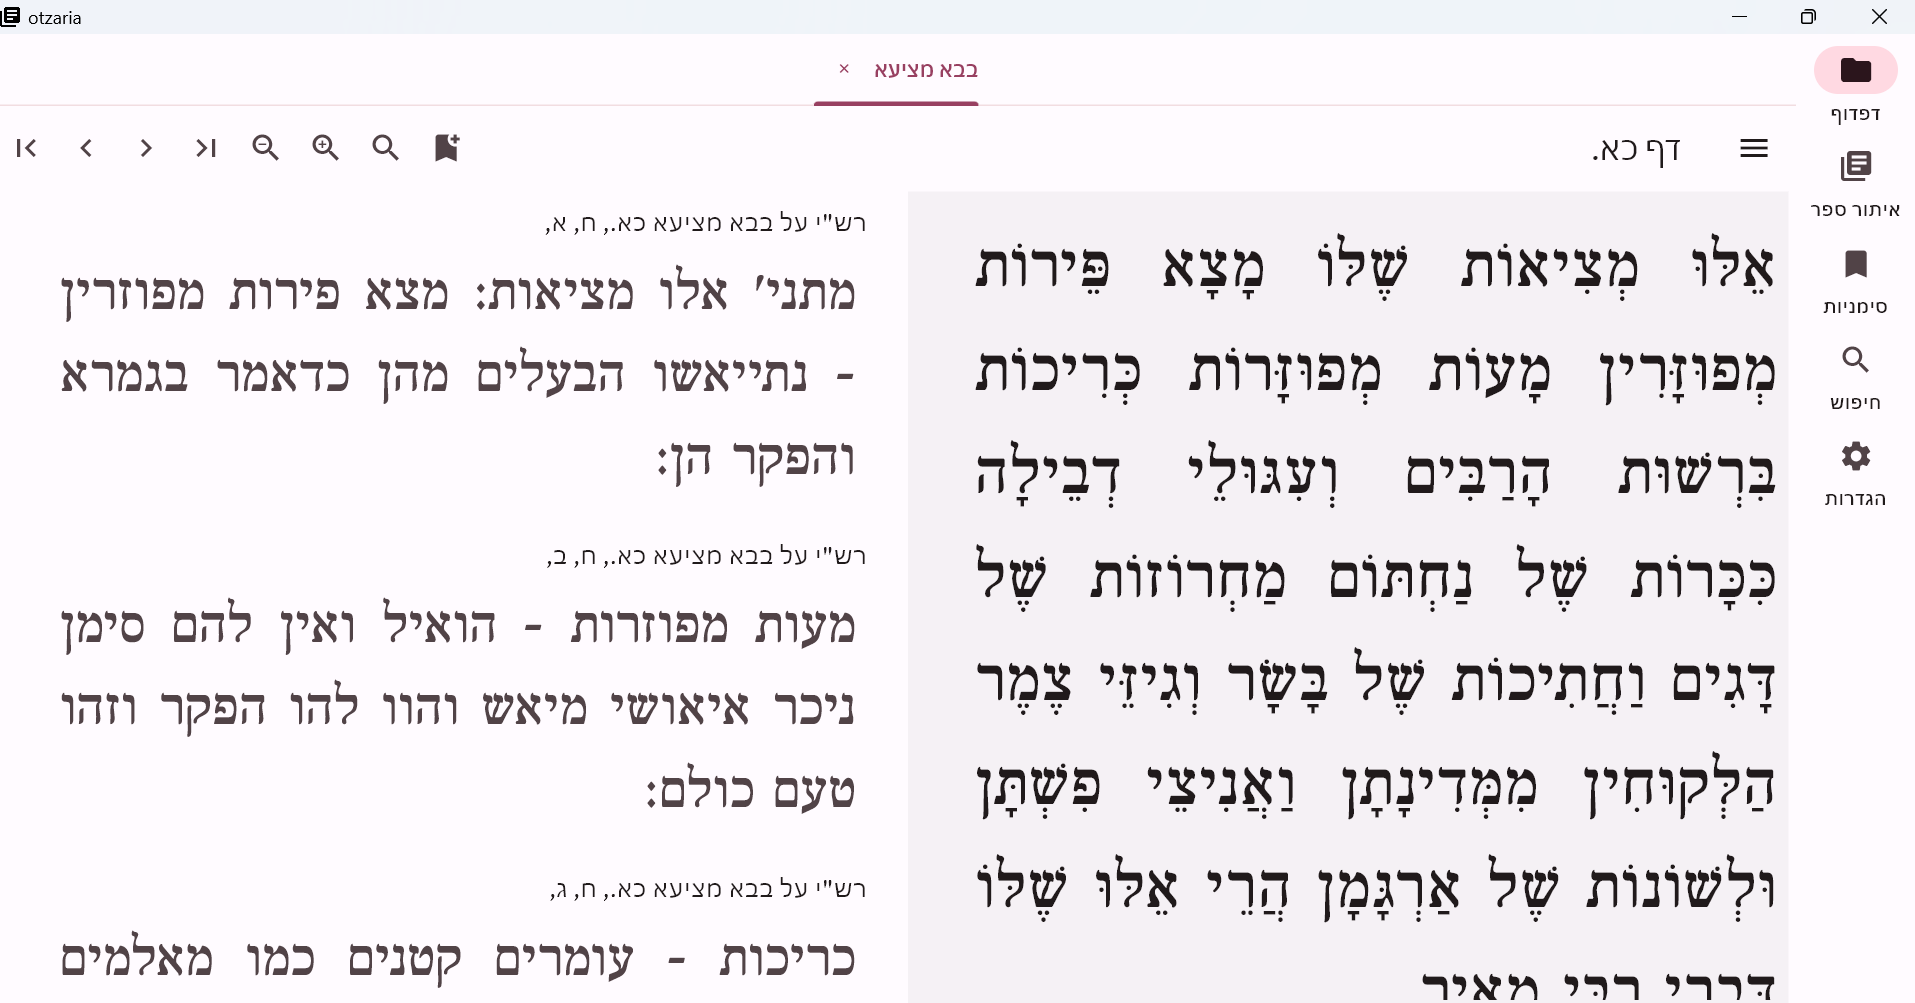 otzaria
בבא מציעא ×
דפדוף
איתור ספר
סימניות
חיפוש
הגדרות
דף כא.
אֵלּוּ מְצִיאוֹת שֶׁלּוֹ מָצָא פֵּירוֹת
מְפוּזָּרִין מָעוֹת מְפוּזָּרוֹת כְּרִיכוֹת
בִּרְשׁוּת הָרַבִּים וְעִגּוּלֵי דְבֵילָה
כִּכָּרוֹת שֶׁל נַחְתּוֹם מַחְרוֹזוֹת שֶׁל
דָּגִים וַחֲתִיכוֹת שֶׁל בָּשָׂר וְגִיזֵּי צֶמֶר
הַלְּקוּחִין מִמְּדִינָתָן וַאֲנִיצֵי פִשְׁתָּן
וּלְשׁוֹנוֹת שֶׁל אַרְגָּמָן הֲרֵי אֵלּוּ שֶׁלּוֹ
דִּבְרֵי רַבִּי מֵאִיר
רש"י על בבא מציעא כא., ח, א,
מתני' אלו מציאות: מצא פירות מפוזרין
- נתייאשו הבעלים מהן כדאמר בגמרא
והפקר הן:
רש"י על בבא מציעא כא., ח, ב,
מעות מפוזרות - הואיל ואין להם סימן
ניכר איאושי מיאש והוו להו הפקר וזהו
טעם כולם:
רש"י על בבא מציעא כא., ח, ג,
כריכות - עומרים קטנים כמו מאלמים